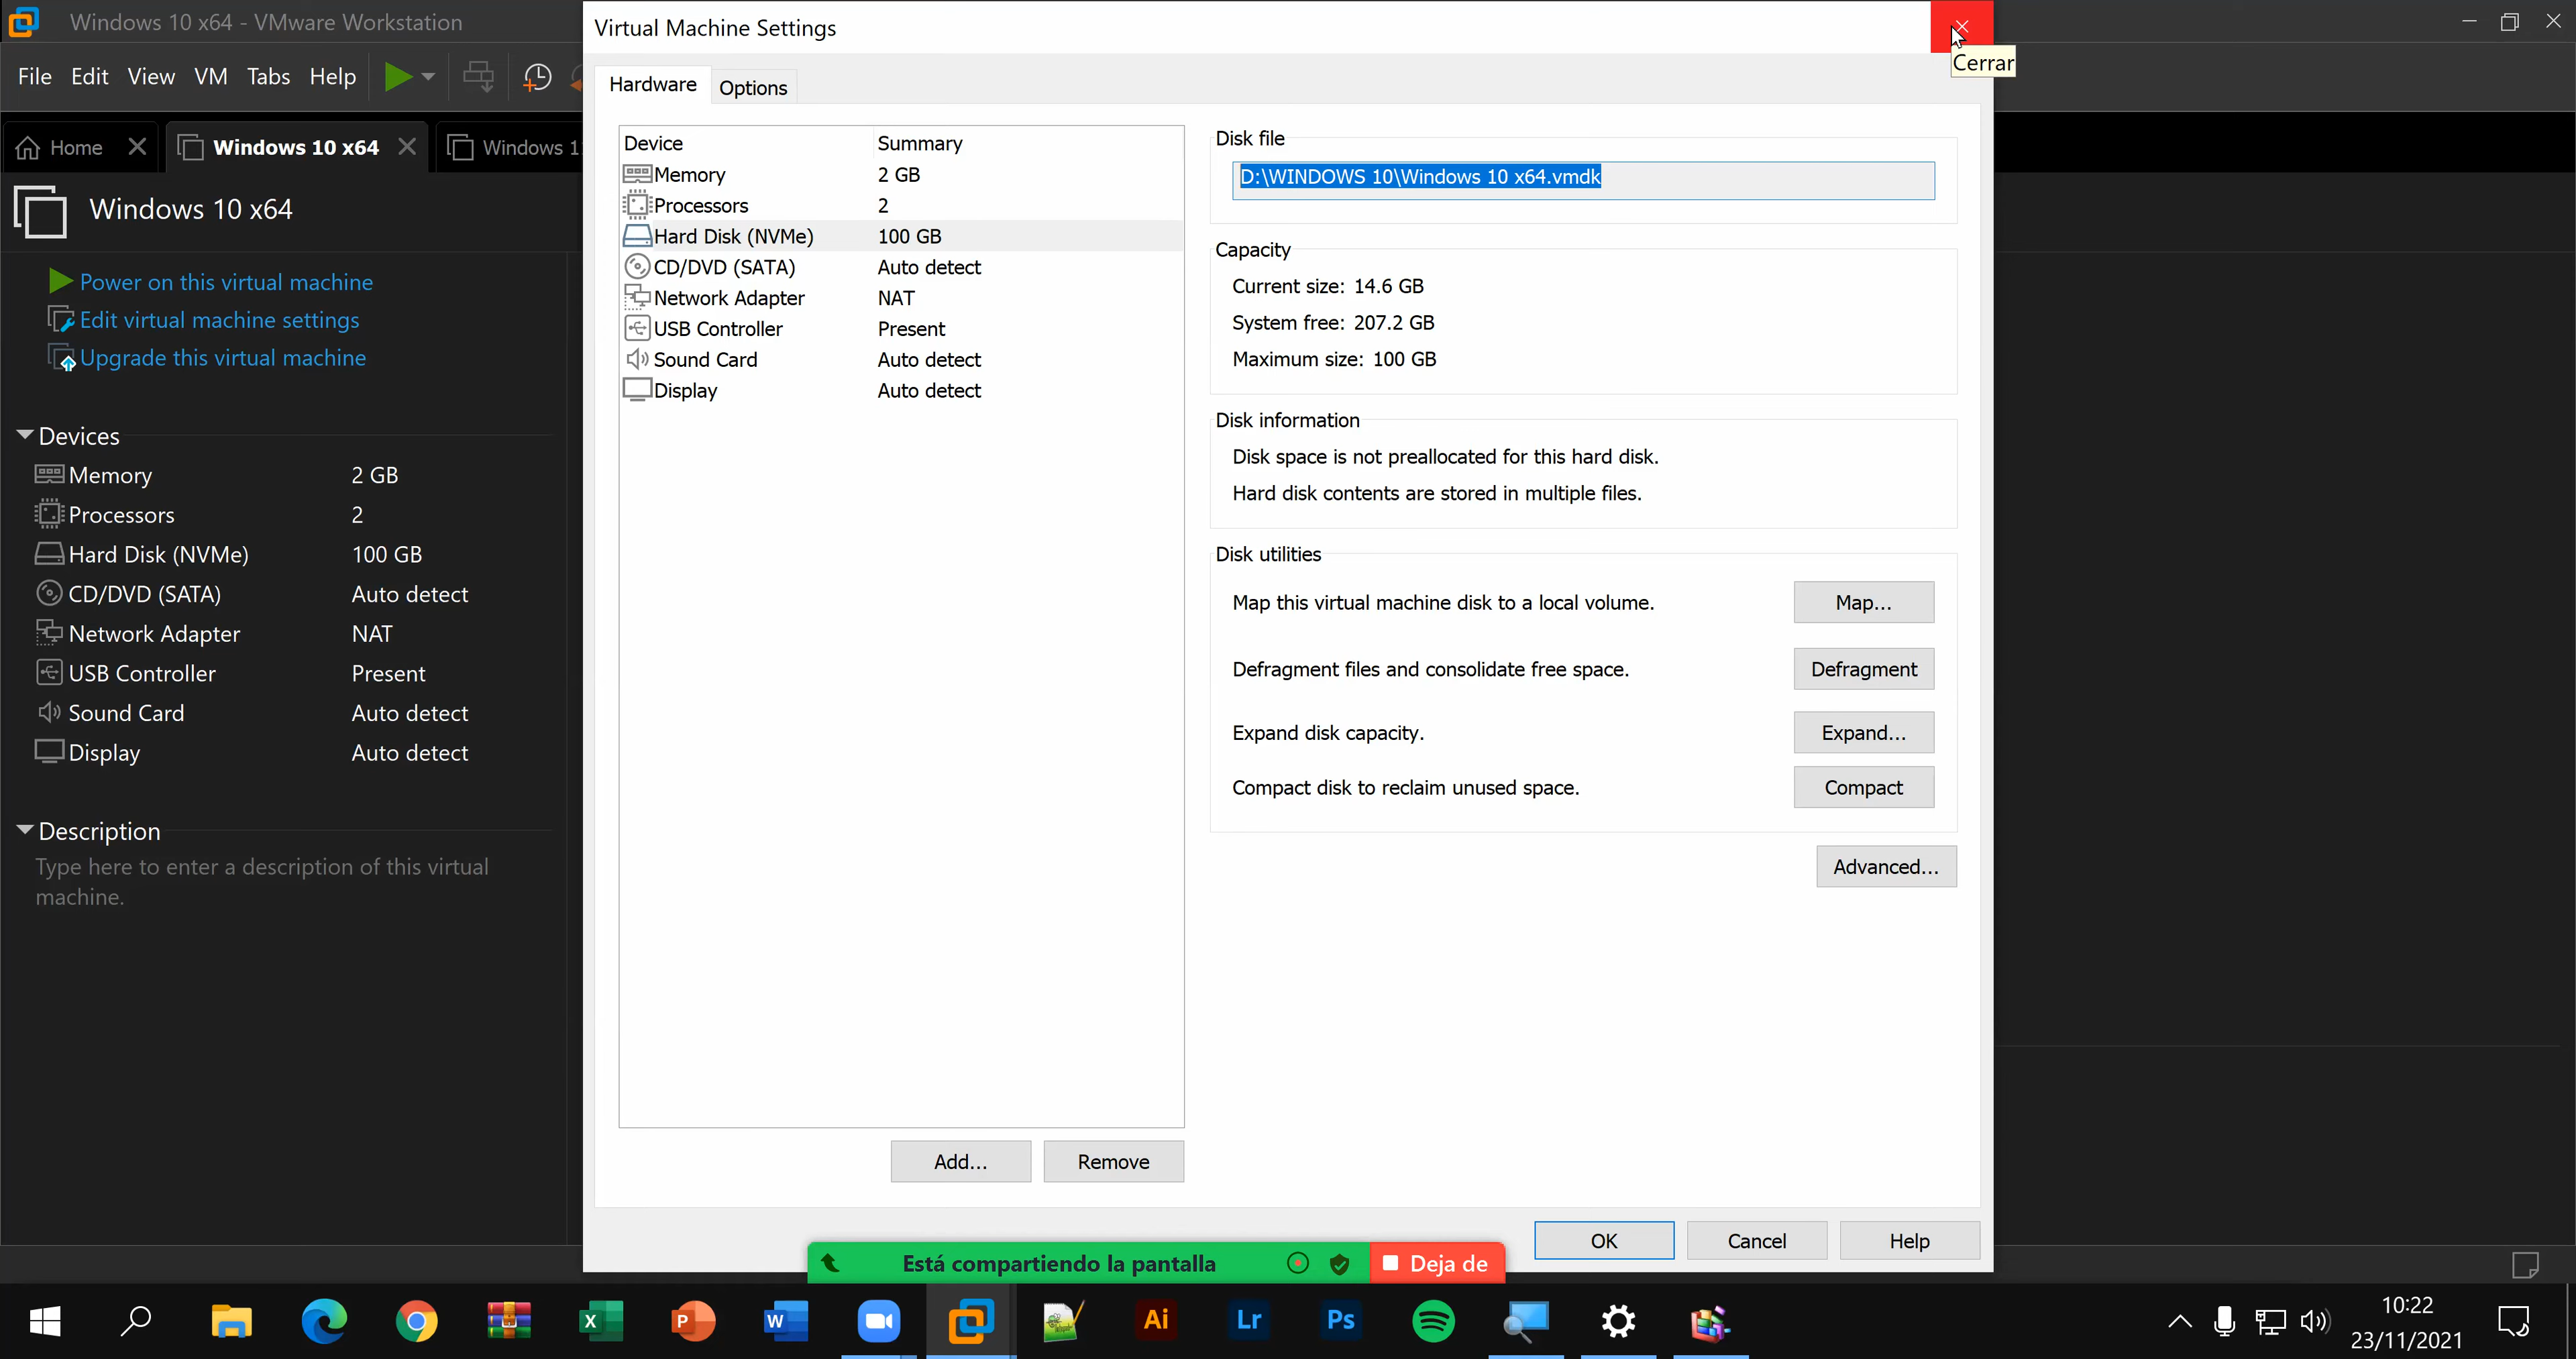 Windows 10 x64 - VMware Workstation
File Edit View VM Tabs Help
Home
Windows 10 x64
Windows 1
Windows 10 x64
Power on this virtual machine
Edit virtual machine settings
Upgrade this virtual machine
Devices
Memory 2 GB
Processors 2
Hard Disk (NVMe) 100 GB
CD/DVD (SATA) Auto detect
Network Adapter NAT
USB Controller Present
Sound Card Auto detect
Display Auto detect
Description
Type here to enter a description of this virtual
machine.
Virtual Machine Settings
Cerrar
Hardware Options
Device Summary
Memory 2 GB
Processors 2
Hard Disk (NVMe) 100 GB
CD/DVD (SATA) Auto detect
Network Adapter NAT
USB Controller Present
Sound Card Auto detect
Display Auto detect
Add... Remove
Disk file
D:\WINDOWS 10\Windows 10 x64.vmdk
Capacity
Current size: 14.6 GB
System free: 207.2 GB
Maximum size: 100 GB
Disk information
Disk space is not preallocated for this hard disk.
Hard disk contents are stored in multiple files.
Disk utilities
Map this virtual machine disk to a local volume. Map...
Defragment files and consolidate free space. Defragment
Expand disk capacity. Expand...
Compact disk to reclaim unused space. Compact
Advanced...
OK Cancel Help
Está compartiendo la pantalla Deja de
Ai Lr Ps
10:22
23/11/2021